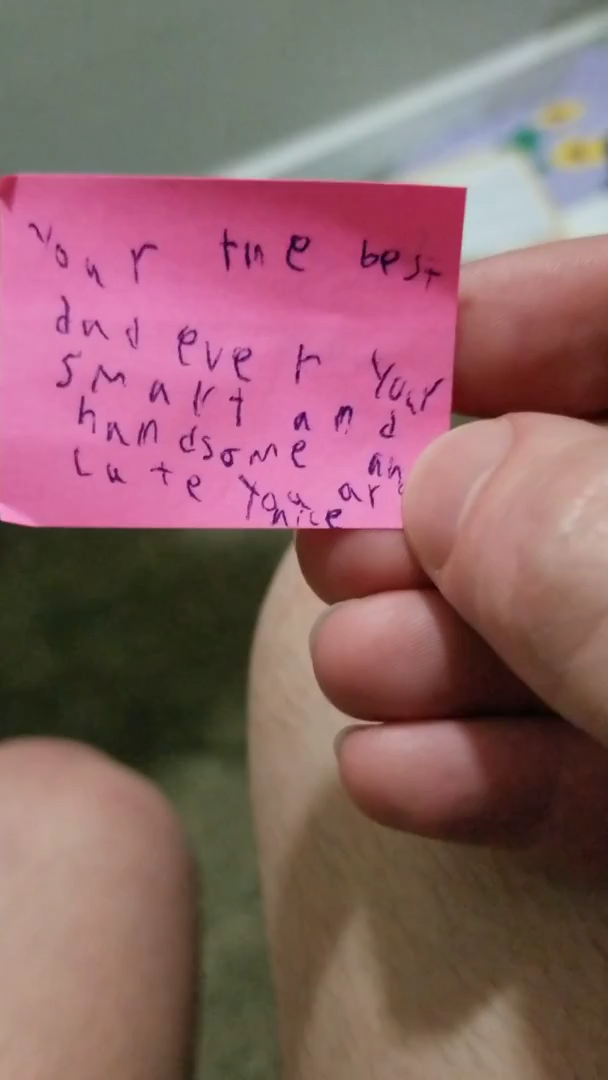 Your the best
dad ever Your
smart and
handsome an
cute You ar
nice